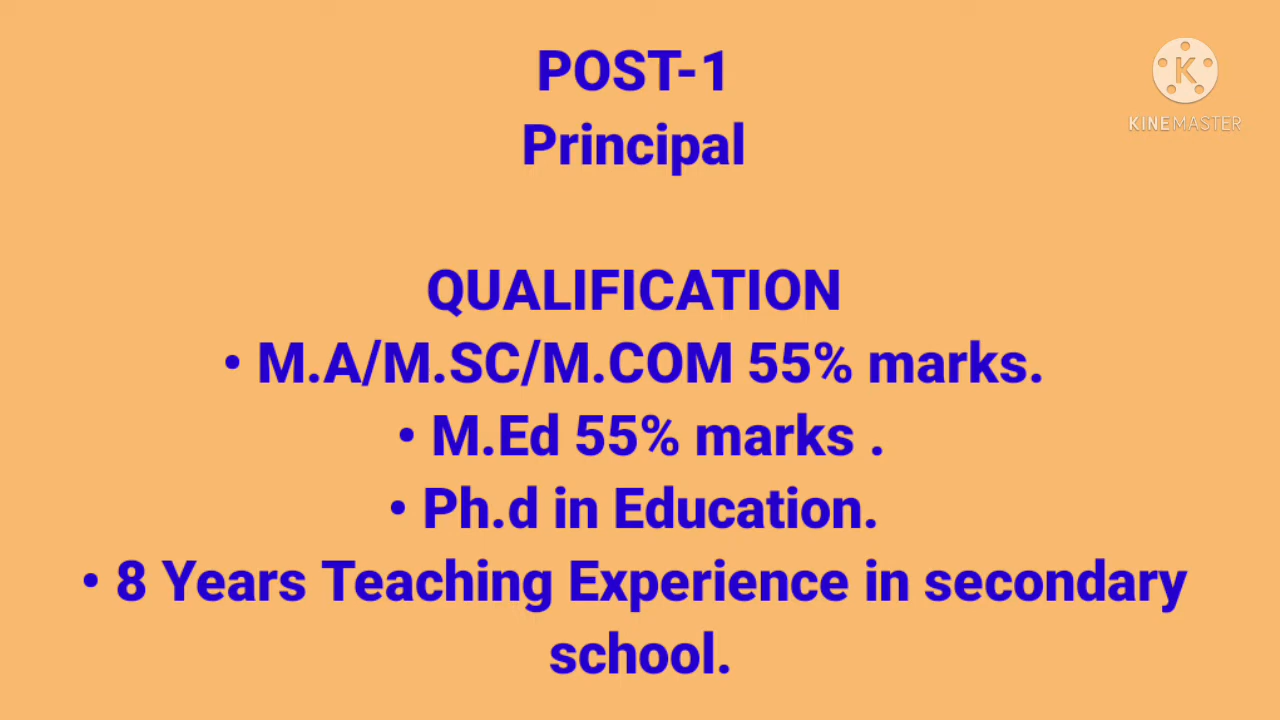 POST-1
Principal
KINEMASTER
QUALIFICATION
• M.A/M.SC/M.COM 55% marks.
• M.Ed 55% marks .
• Ph.d in Education.
• 8 Years Teaching Experience in secondary
school.